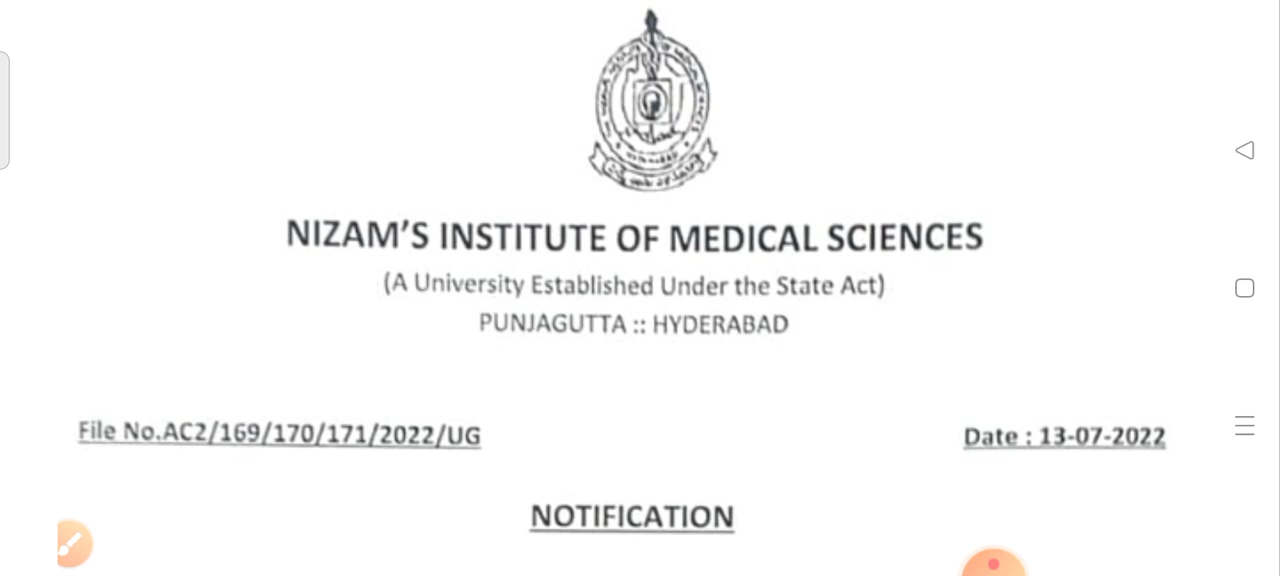 NIZAM'S INSTITUTE OF MEDICAL SCIENCES
(A University Established Under the State Act)
PUNJAGUTTA :: HYDERABAD
File No.AC2/169/170/171/2022/UG
Date : 13-07-2022
NOTIFICATION